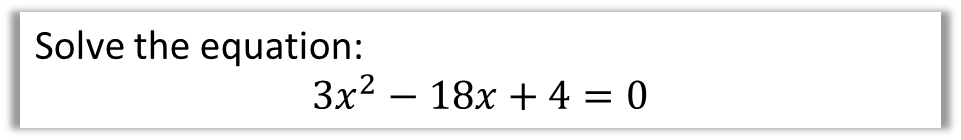 Solve the equation:
3x² − 18x + 4 = 0